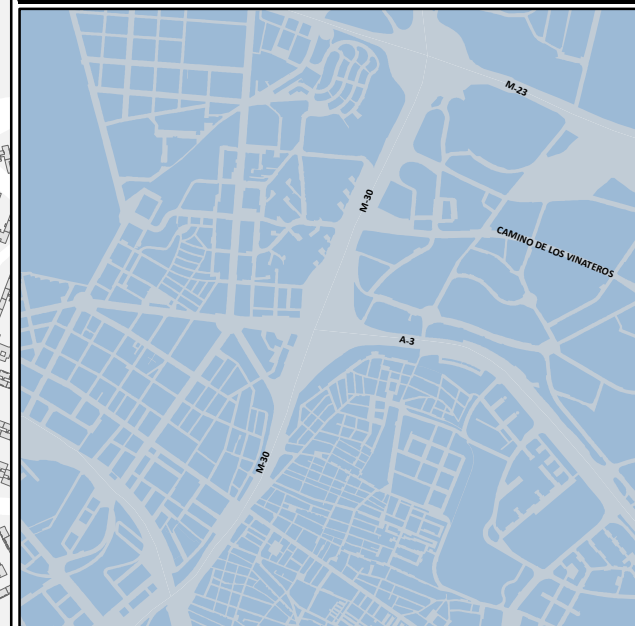 M-23
M-30
CAMINO DE LOS VINATEROS
A-3
M-30